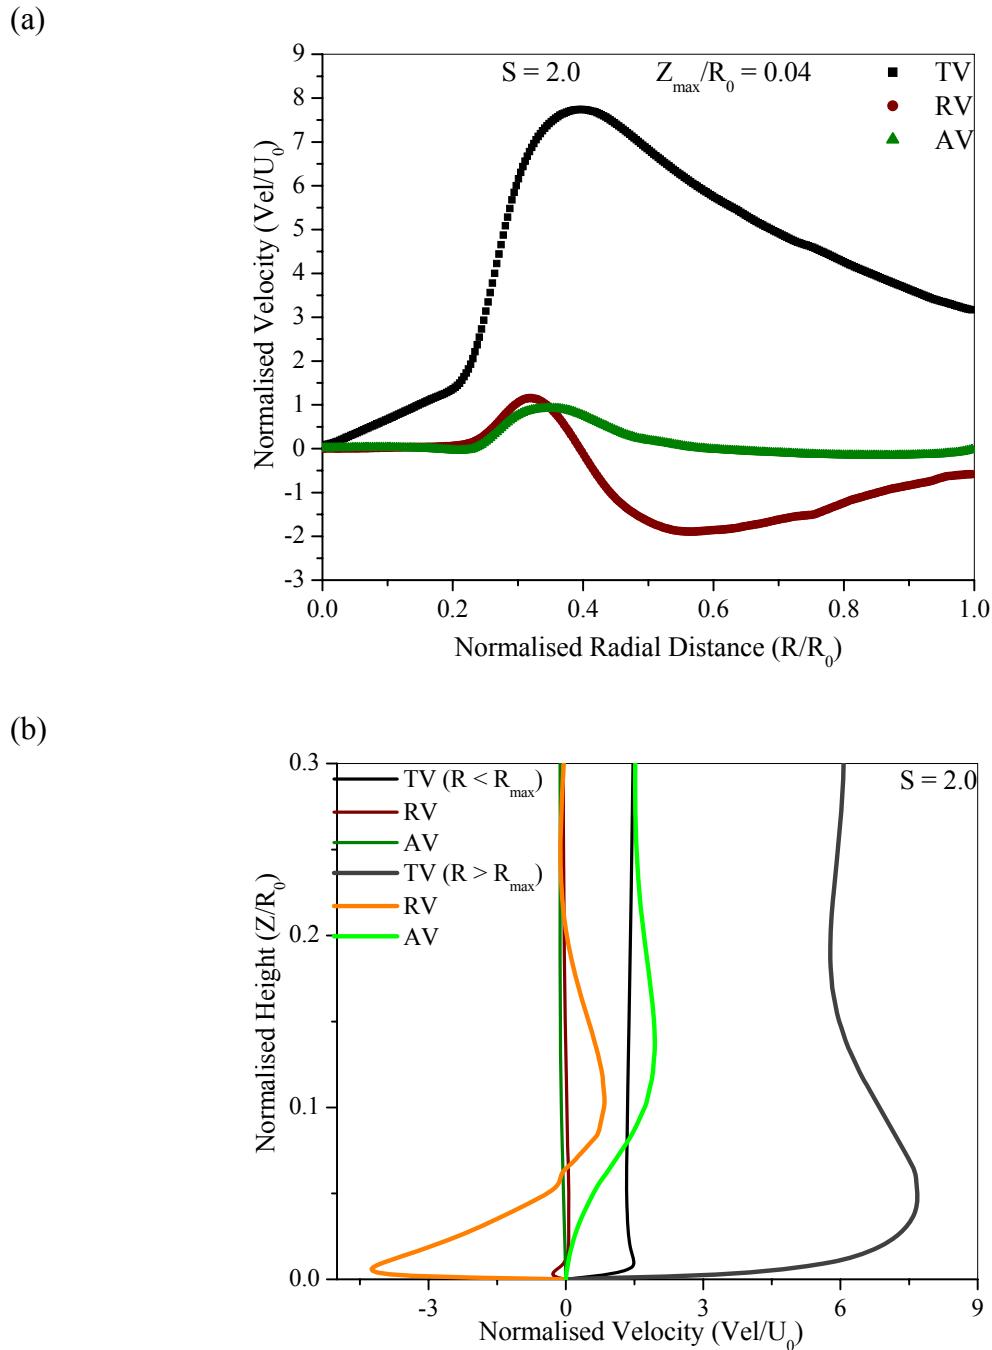 (a)
S = 2.0 Zmax/R0 = 0.04
TV
RV
AV
9
8
7
6
5
4
3
2
1
0
-1
-2
-3
Normalised Velocity (Vel/U0)
0.0 0.2 0.4 0.6 0.8 1.0
Normalised Radial Distance (R/R0)
(b)
TV (R < Rmax)
RV
AV
TV (R > Rmax)
RV
AV
S = 2.0
0.3
0.2
0.1
0.0
Normalised Height (Z/R0)
-3 0 3 6 9
Normalised Velocity (Vel/U0)